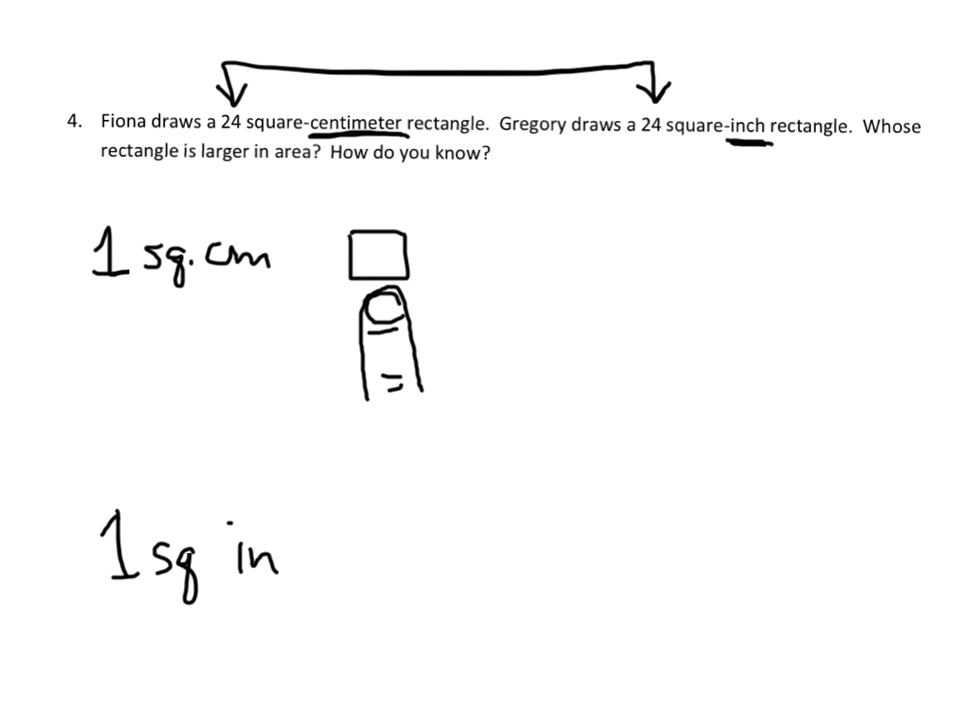 4. Fiona draws a 24 square-centimeter rectangle. Gregory draws a 24 square-inch rectangle. Whose
rectangle is larger in area? How do you know?
1 sq. cm
1 sq in